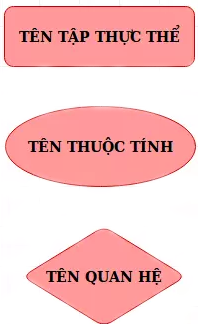 TÊN TẬP THỰC THỂ
TÊN THUỘC TÍNH
TÊN QUAN HỆ